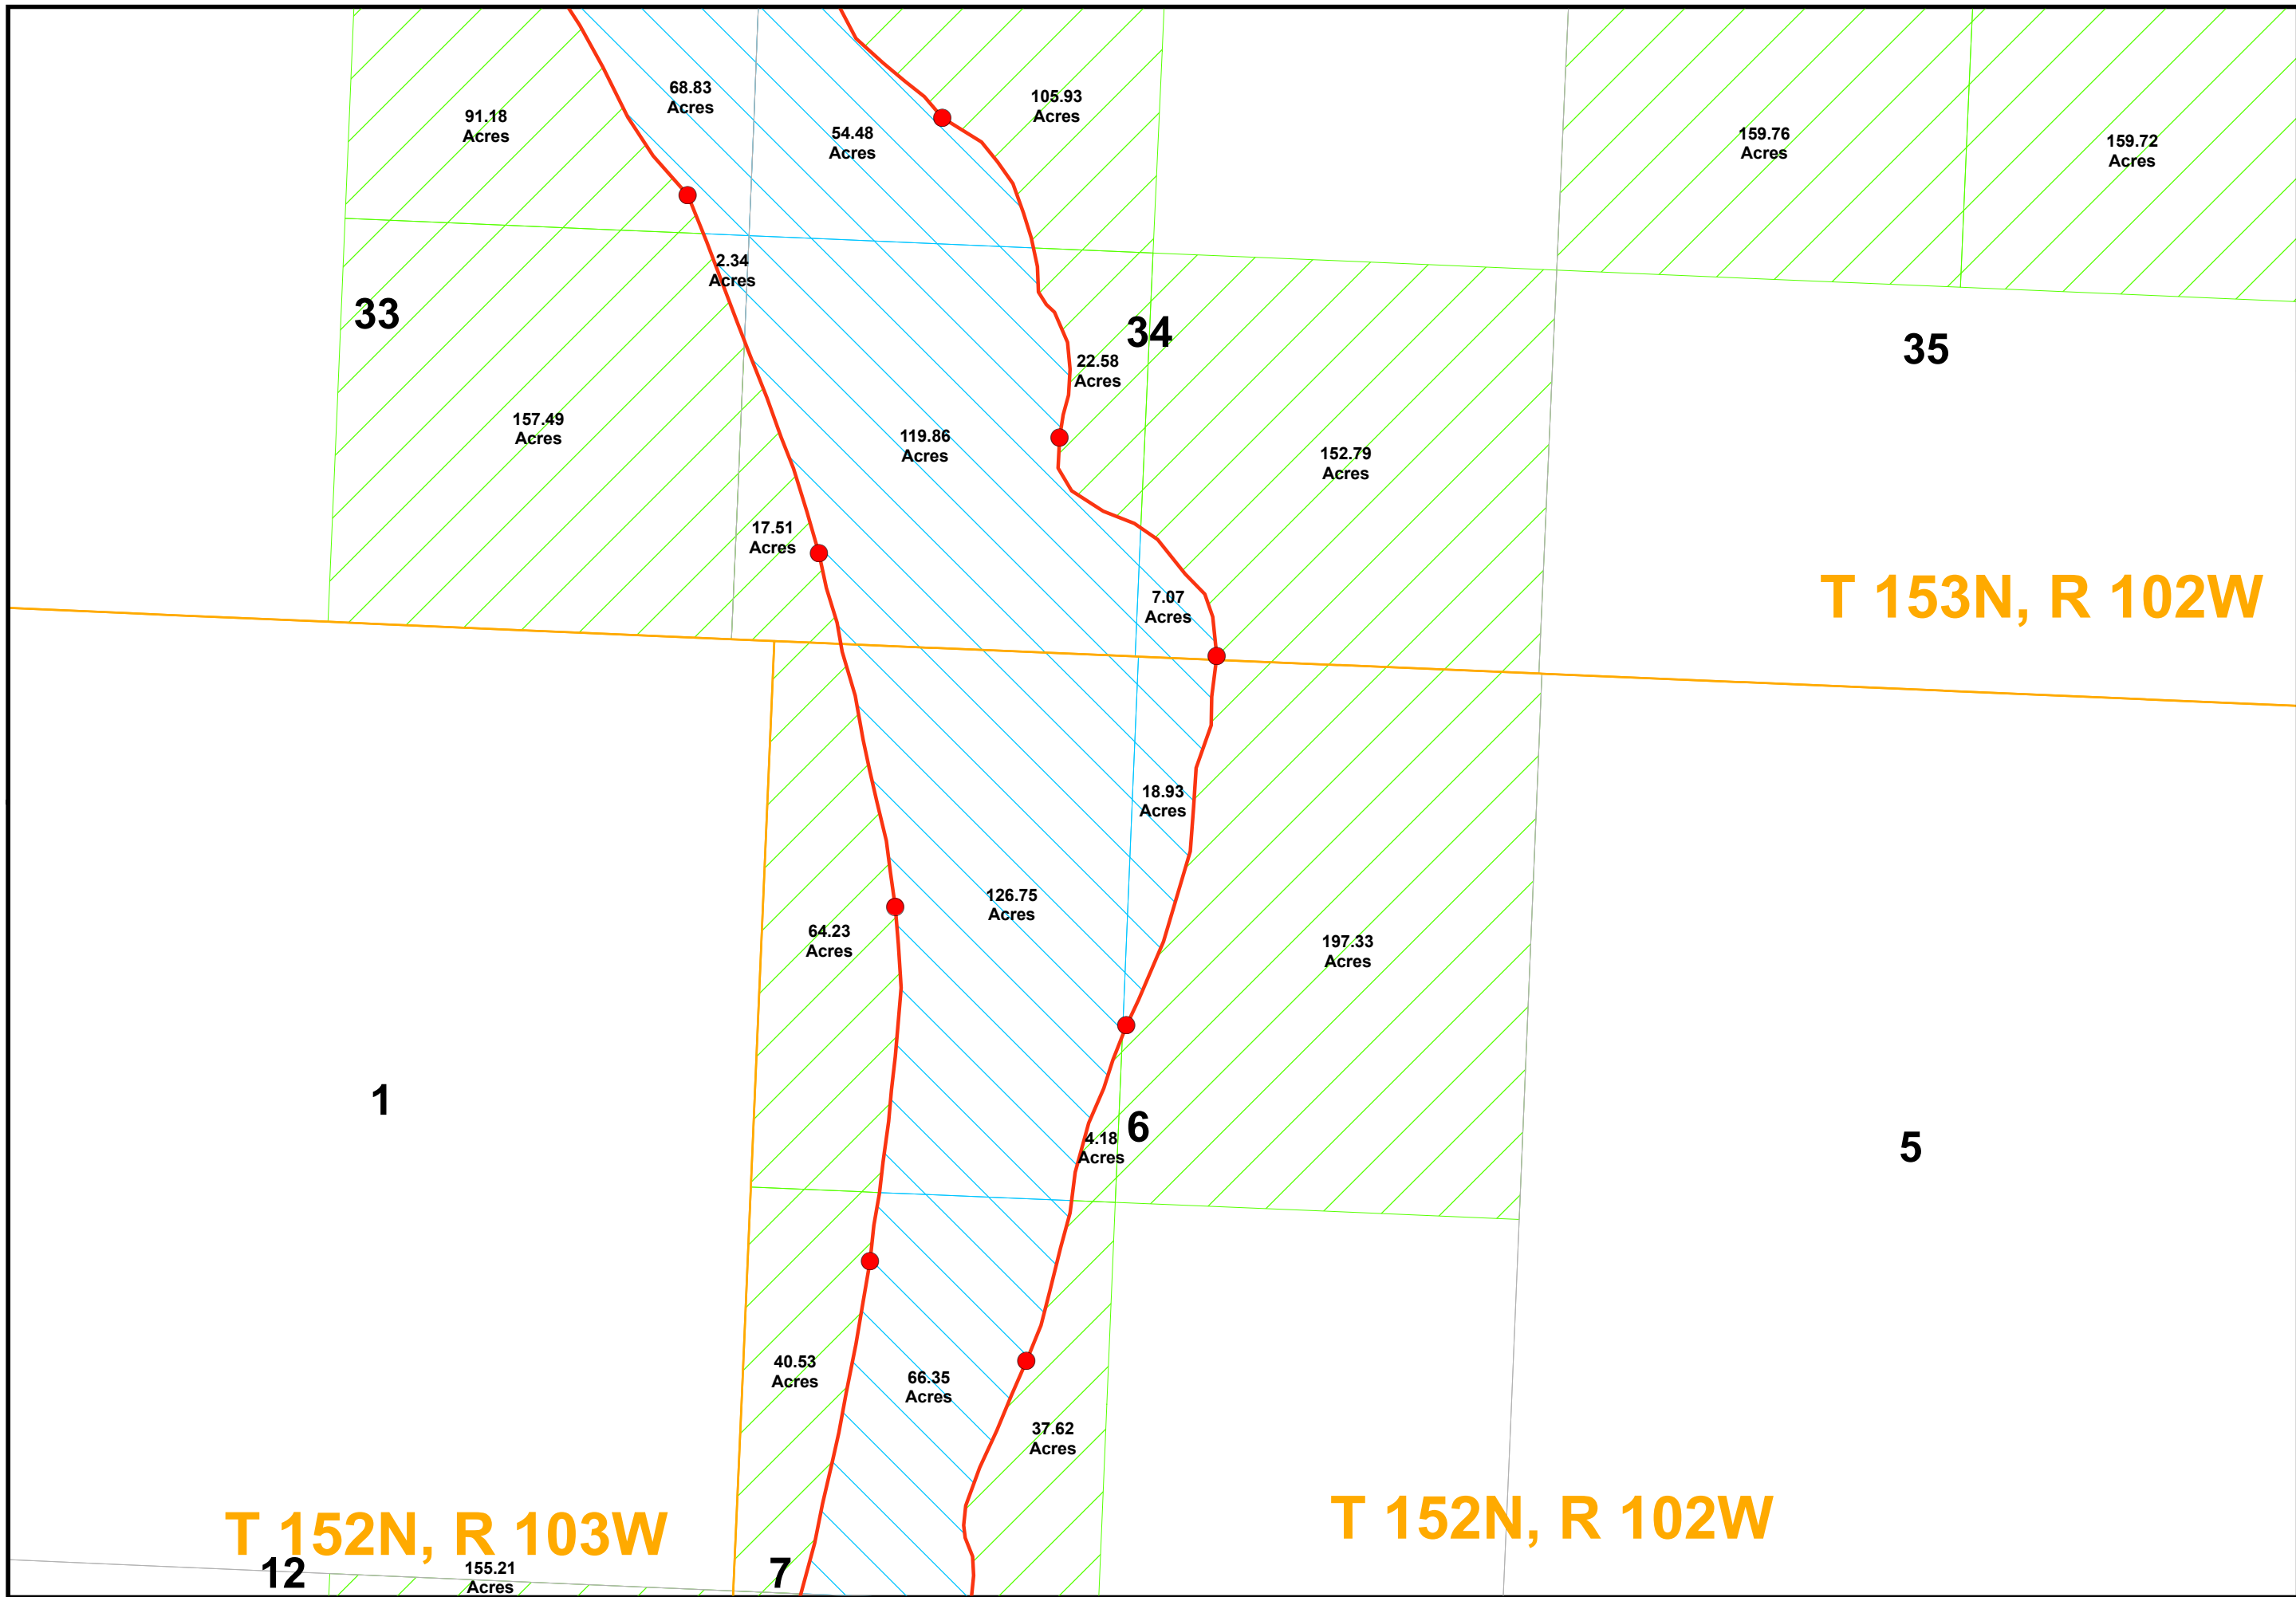 68.83
Acres
105.93
Acres
91.18
Acres
54.48
Acres
159.76
Acres
159.72
Acres
2.34
Acres
33
34
35
22.58
Acres
157.49
Acres
119.86
Acres
152.79
Acres
17.51
Acres
7.07
Acres
T 153N, R 102W
18.93
Acres
126.75
Acres
64.23
Acres
197.33
Acres
1
6
5
4.18
Acres
40.53
Acres
66.35
Acres
37.62
Acres
T 152N, R 103W
T 152N, R 102W
12
155.21
Acres
7